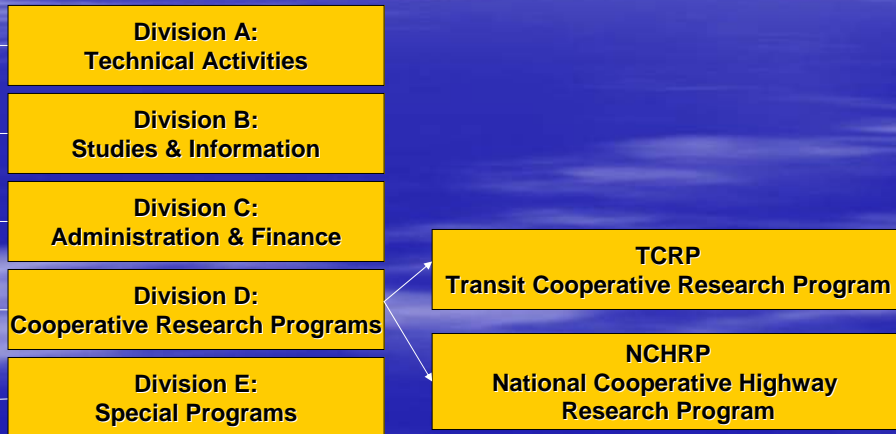 Division A:
Technical Activities
Division B:
Studies & Information
Division C:
Administration & Finance
Division D:
Cooperative Research Programs
Division E:
Special Programs
TCRP
Transit Cooperative Research Program
NCHRP
National Cooperative Highway
Research Program